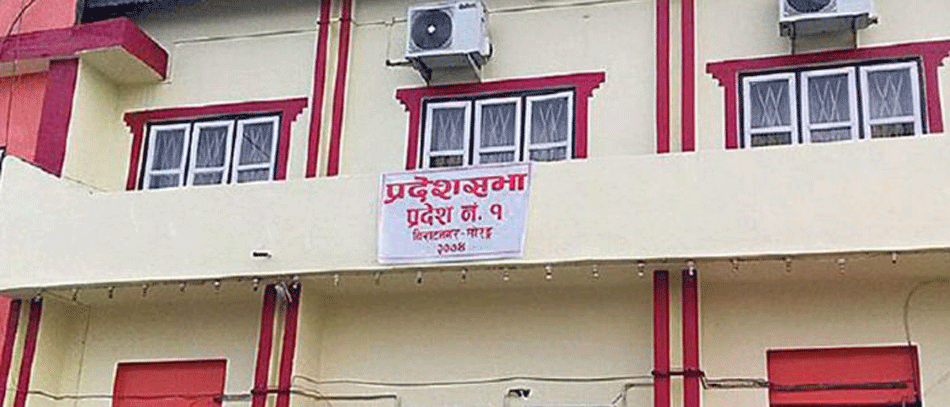 प्रदेशसभा
प्रदेश नं. १
विराटनगर - मोरङ्ग
२०७४